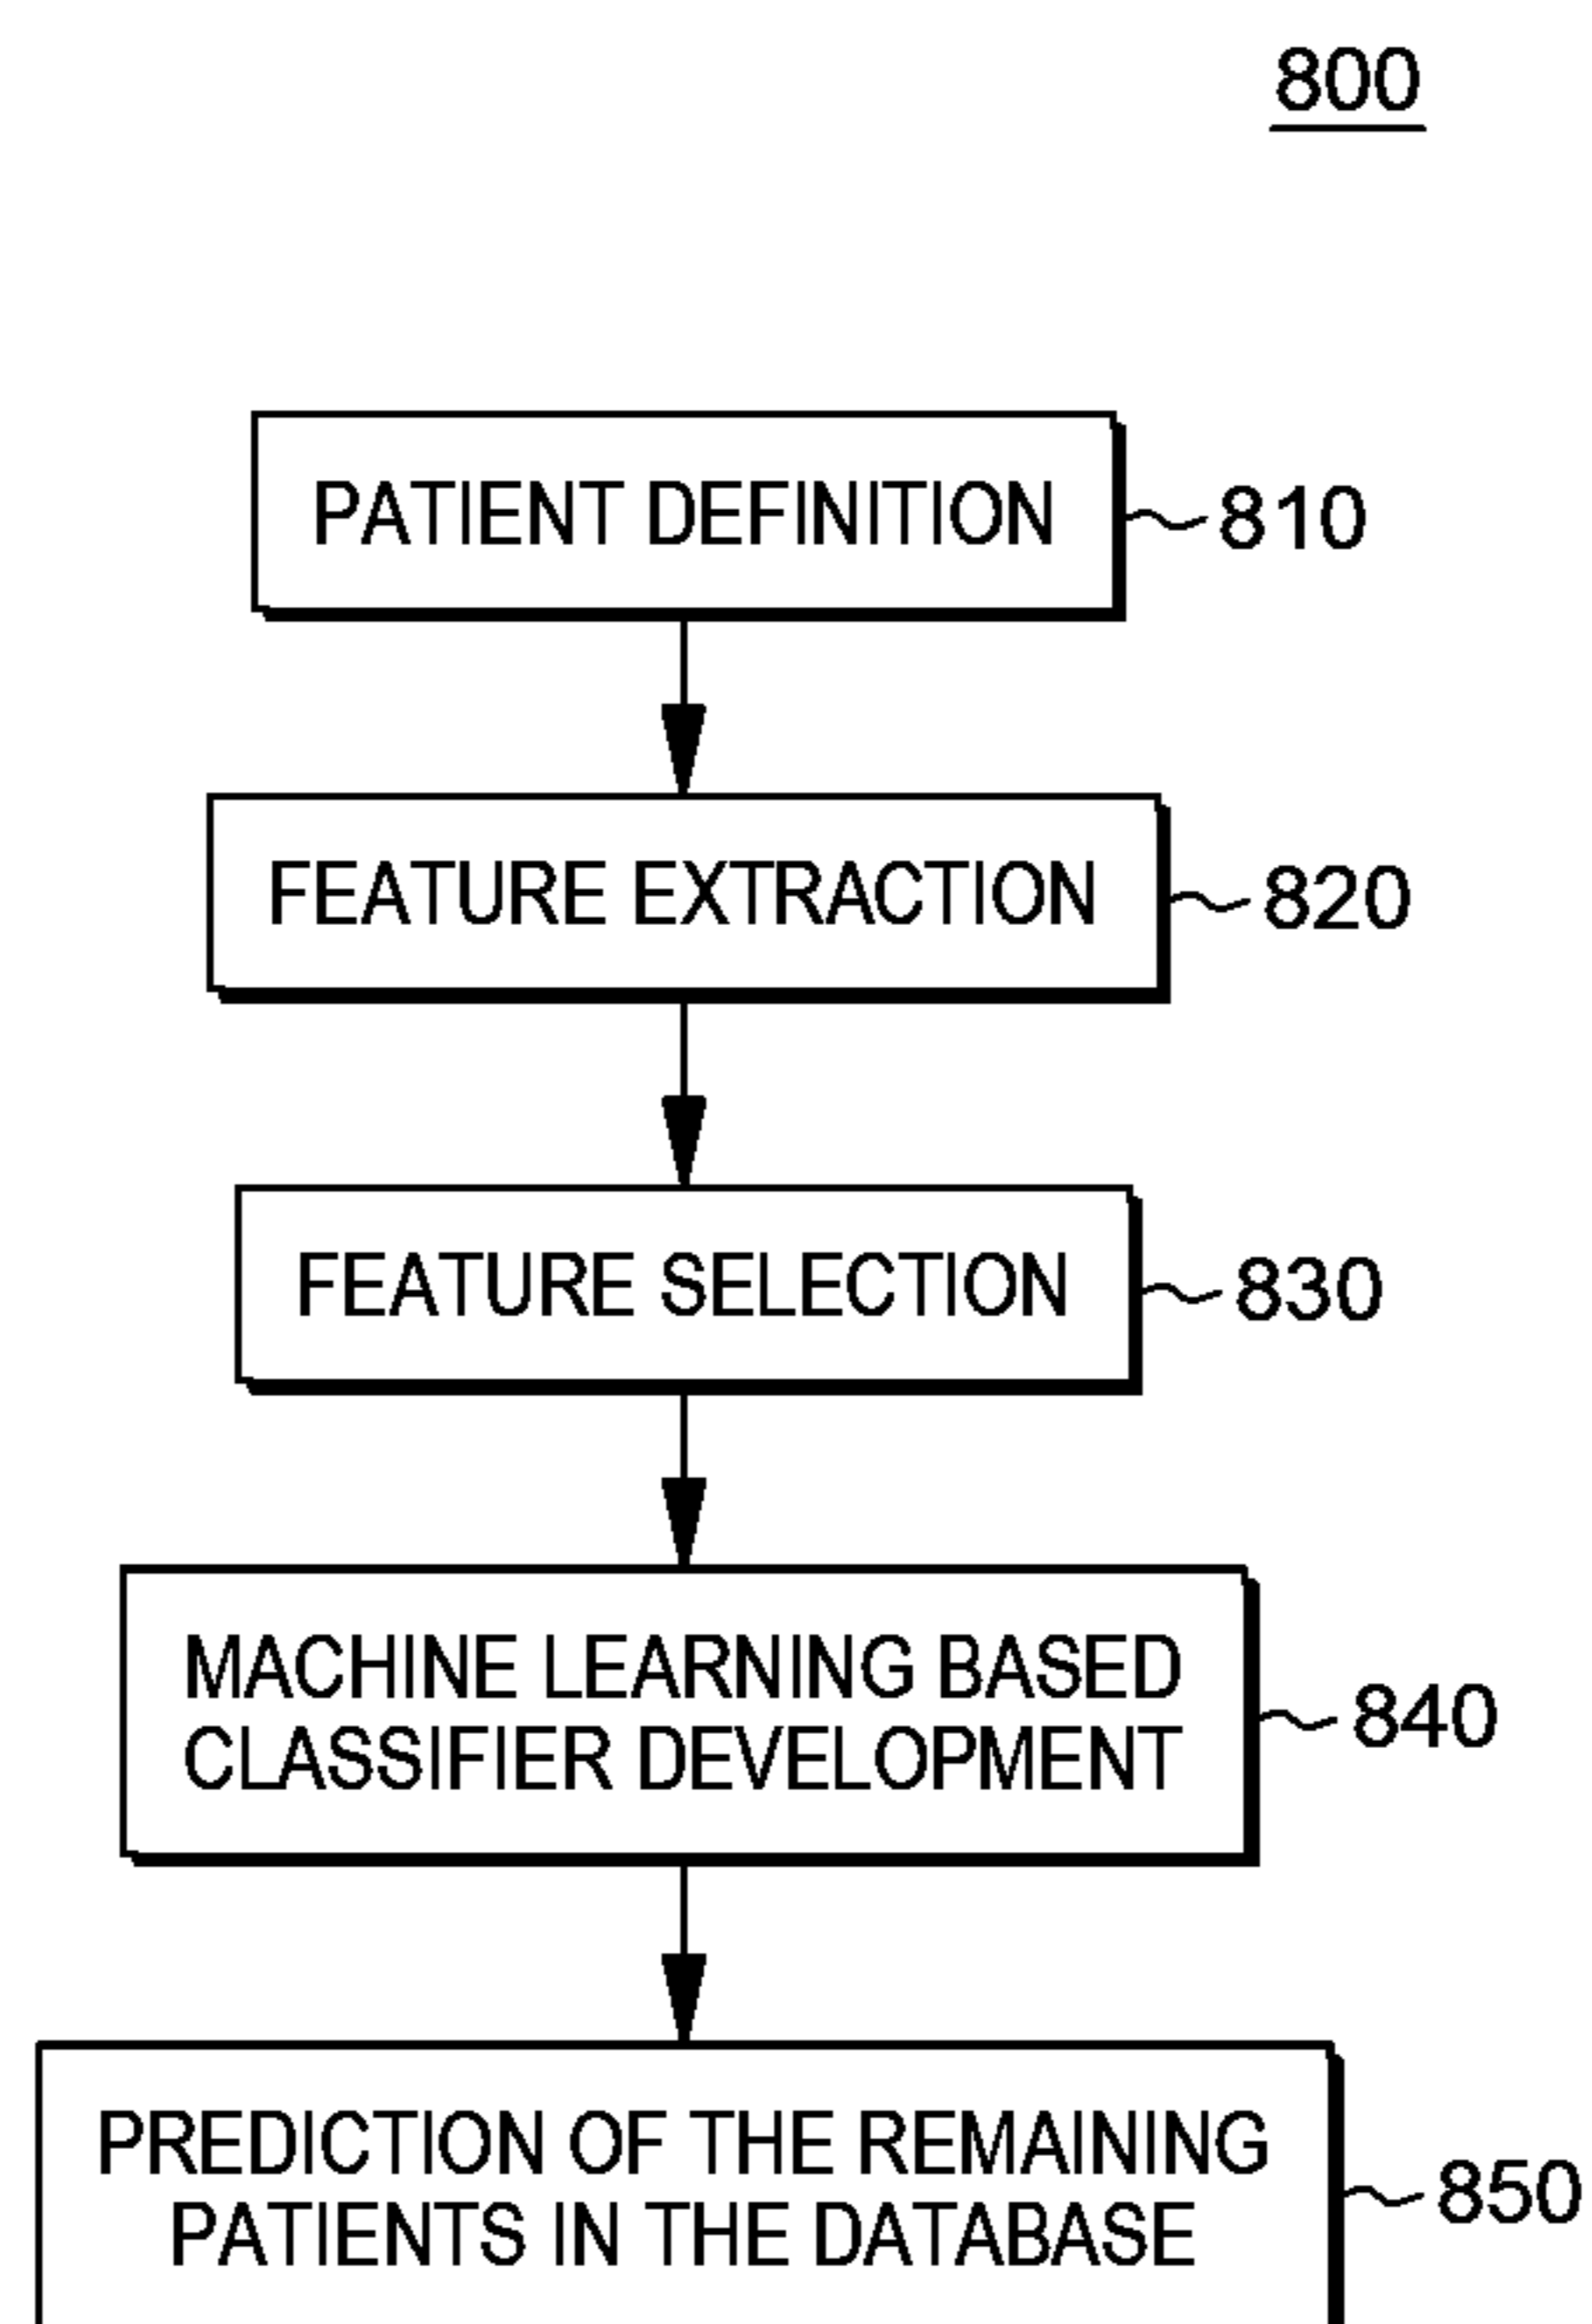 800
PATIENT DEFINITION
810
FEATURE EXTRACTION
820
FEATURE SELECTION
830
MACHINE LEARNING BASED
CLASSIFIER DEVELOPMENT
840
PREDICTION OF THE REMAINING
PATIENTS IN THE DATABASE
850